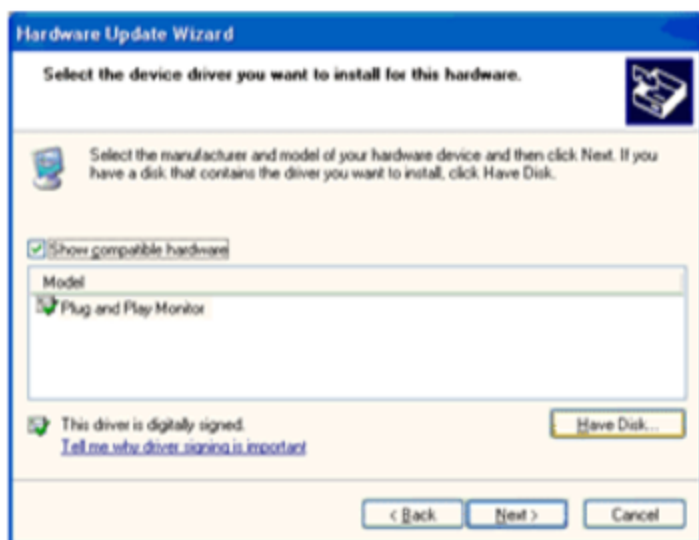 Hardware Update Wizard
Select the device driver you want to install for this hardware.
Select the manufacturer and model of your hardware device and then click Next. If you
have a disk that contains the driver you want to install, click Have Disk.
Show compatible hardware
Model
Plug and Play Monitor
This driver is digitally signed.
Have Disk...
Tell me why driver signing is important
< Back
Next >
Cancel